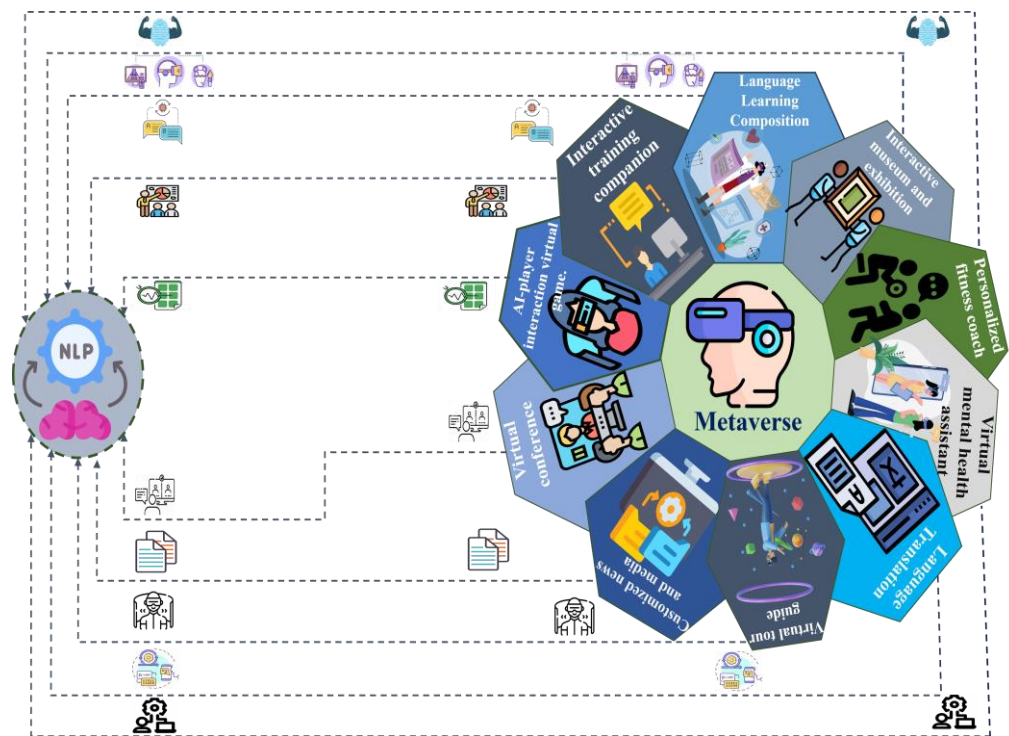 Language
Learning
Composition
Interactive
training
companion
Interactive
museum and
exhibition
AI-player
interaction virtual
game.
Personalized
fitness coach
NLP
Metaverse
Virtual
conference
Virtual
mental health
assistant
Customized news
and media
Virtual tour
guide
Language
Translation